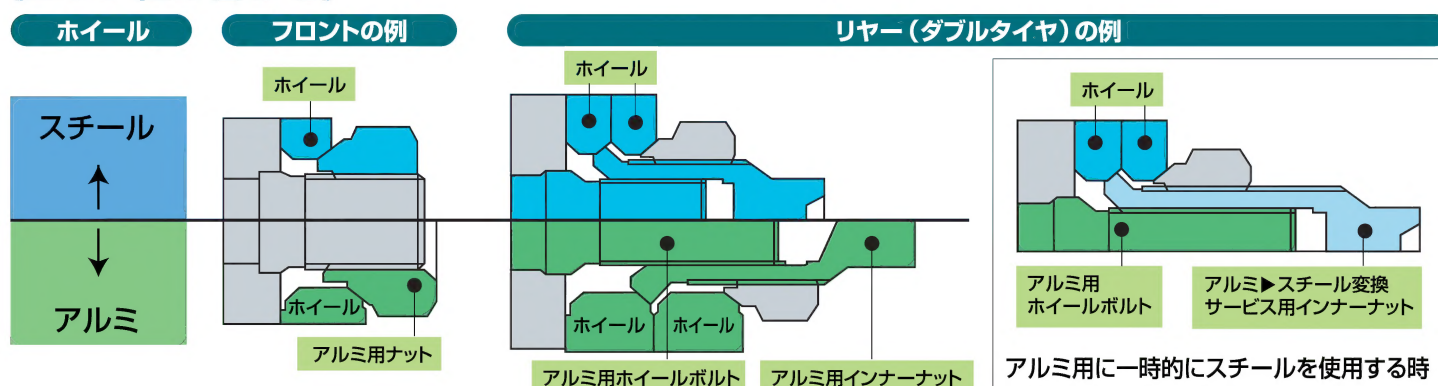 ホイール
フロントの例
リヤー(ダブルタイヤ)の例
スチール
アルミ
ホイール
ホイール
アルミ用ナット
ホイール
ホイール
ホイール
アルミ用ホイールボルト
アルミ用インナーナット
ホイール
アルミ用
ホイールボルト
アルミ▶スチール変換
サービス用インナーナット
アルミ用に一時的にスチールを使用する時